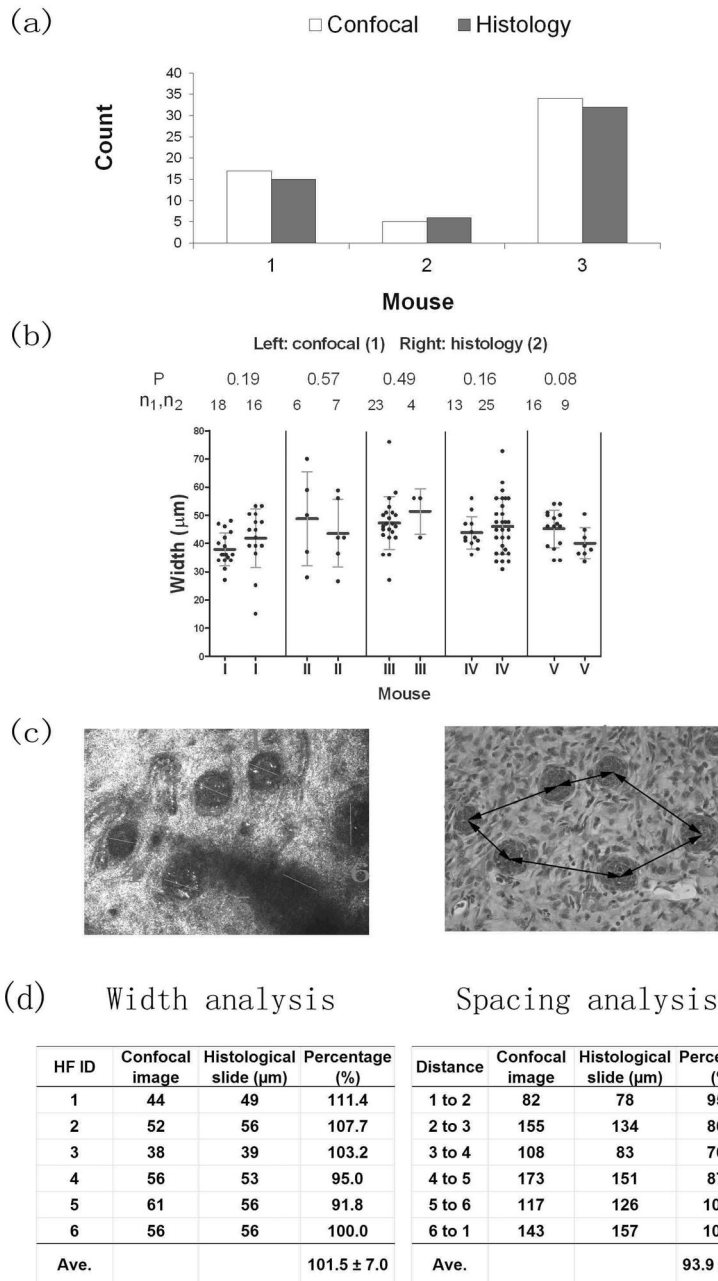 (a)
Confocal Histology
Count
40
35
30
25
20
15
10
5
0
1 2 3
Mouse
(b)
Left: confocal (1) Right: histology (2)
P 0.19 0.57 0.49 0.16 0.08
n1,n2 18 16 6 7 23 4 13 25 16 9
Width (µm)
80
70
60
50
40
30
20
10
0
I I II II III III IV IV V V
Mouse
(c)
6
(d) Width analysis Spacing analysis
HF ID Confocal image Histological slide (µm) Percentage (%)
1 44 49 111.4
2 52 56 107.7
3 38 39 103.2
4 56 53 95.0
5 61 56 91.8
6 56 56 100.0
Ave. 101.5 ± 7.0
Distance Confocal image Histological slide (µm)
1 to 2 82 78
2 to 3 155 134
3 to 4 108 83
4 to 5 173 151
5 to 6 117 126
6 to 1 143 157
Ave. 93.9